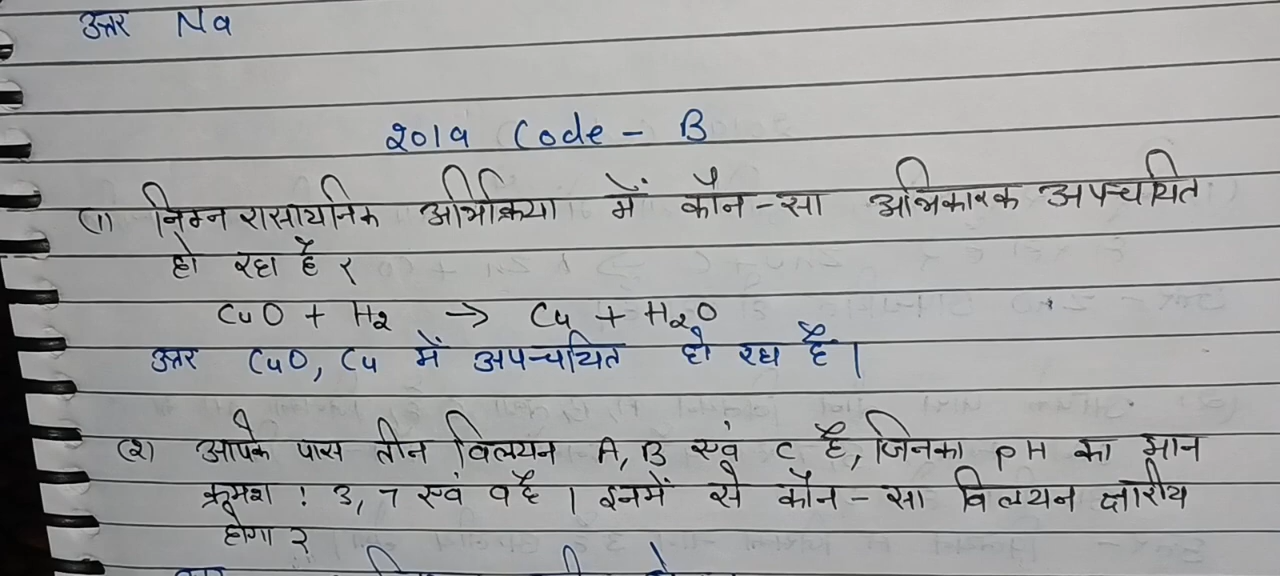 उत्तर Na
2019 Code - B
(1) निम्न रासायनिक अभिक्रिया में कौन-सा अभिकारक अपचयित
हो रहा है ?
CuO + H2 → Cu + H2O
उत्तर CuO, Cu में अपचयित हो रहा है ।
(2) आपके पास तीन विलयन A, B एवं C है, जिनका pH का मान
क्रमश : 3, 7 एवं 9 है । इनमें से कौन-सा विलयन क्षारीय
होगा ?